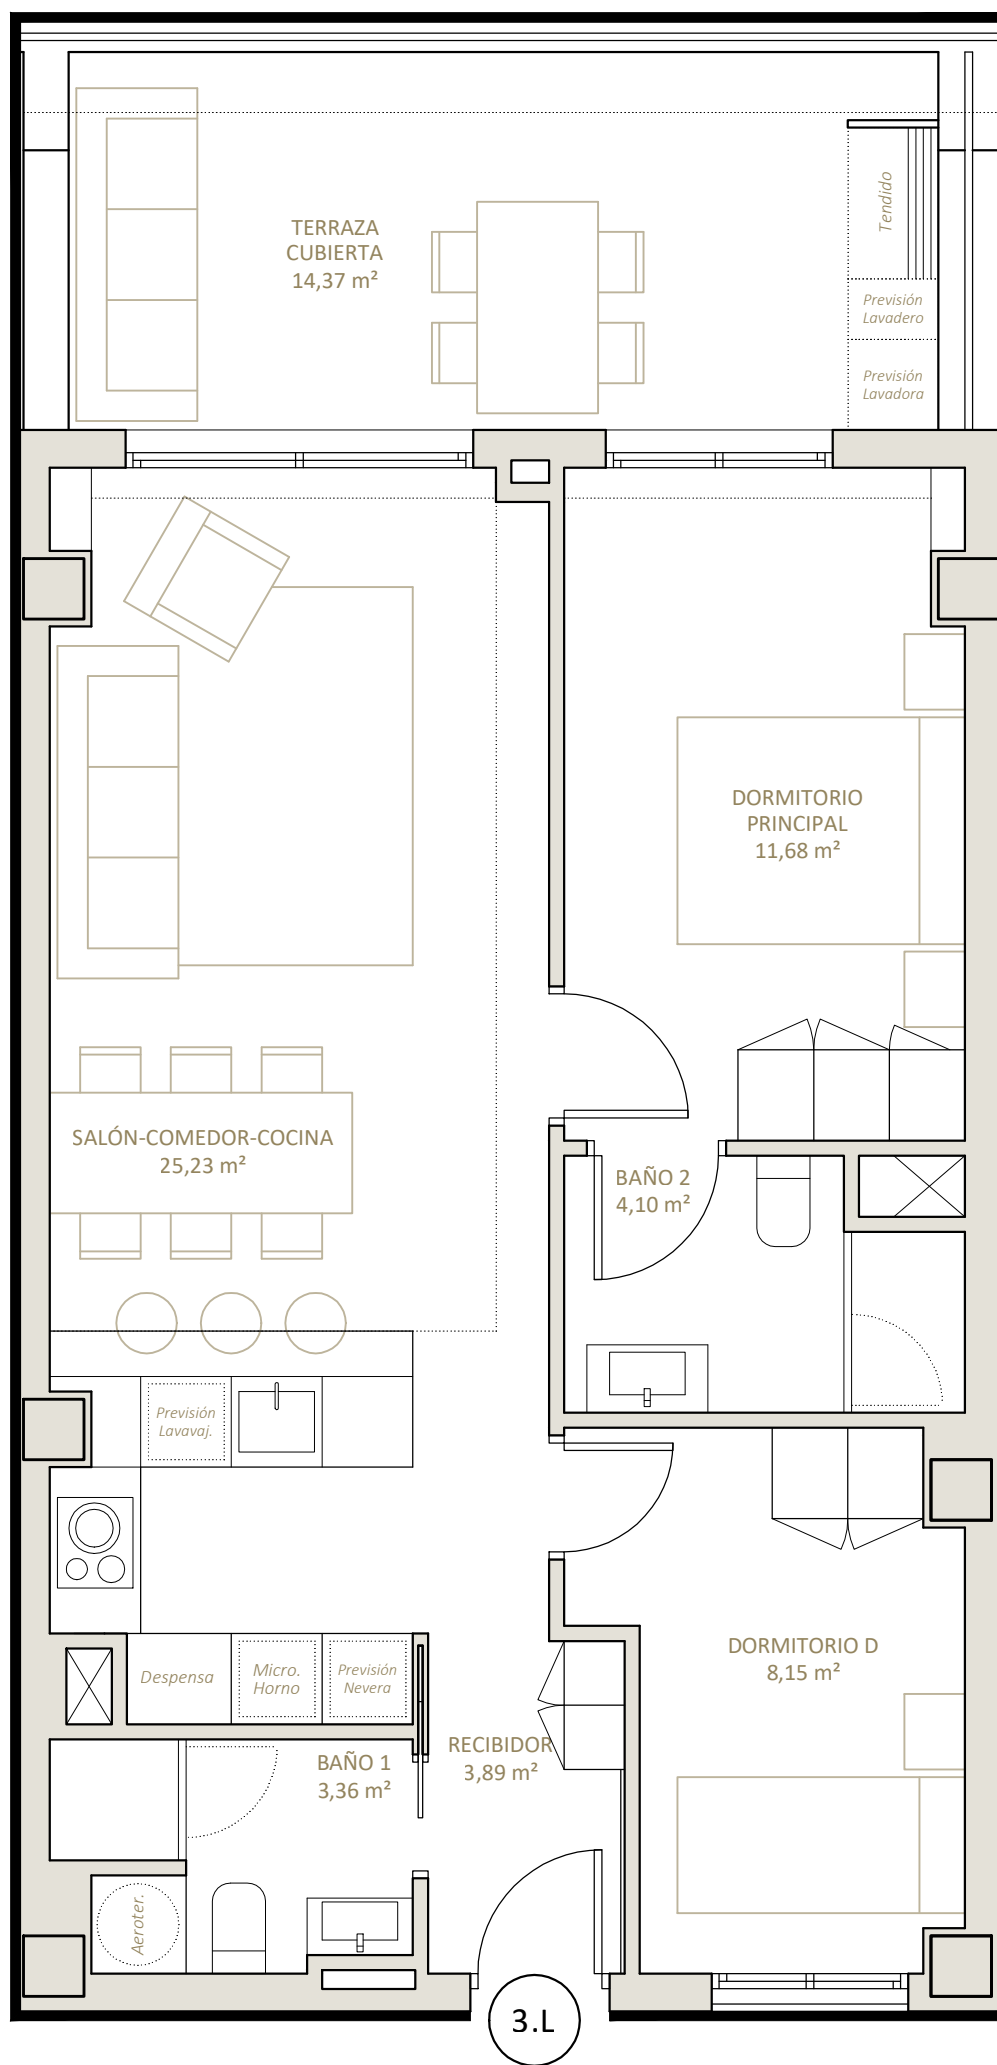 TERRAZA
CUBIERTA
14,37 m²
Tendido
Previsión
Lavadero
Previsión
Lavadora
DORMITORIO
PRINCIPAL
11,68 m²
SALÓN-COMEDOR-COCINA
25,23 m²
BAÑO 2
4,10 m²
Previsión
Lavavaj.
Despensa
Micro.
Horno
Previsión
Nevera
DORMITORIO D
8,15 m²
RECIBIDOR
3,89 m²
BAÑO 1
3,36 m²
Aeroter.
3.L